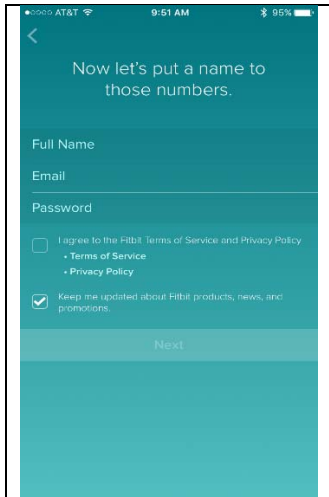 AT&T 9:51 AM 95%
Now let's put a name to
those numbers.
Full Name
Email
Password
I agree to the Fitbit Terms of Service and Privacy Policy
• Terms of Service
• Privacy Policy
Keep me updated about Fitbit products, news, and
promotions.
Next